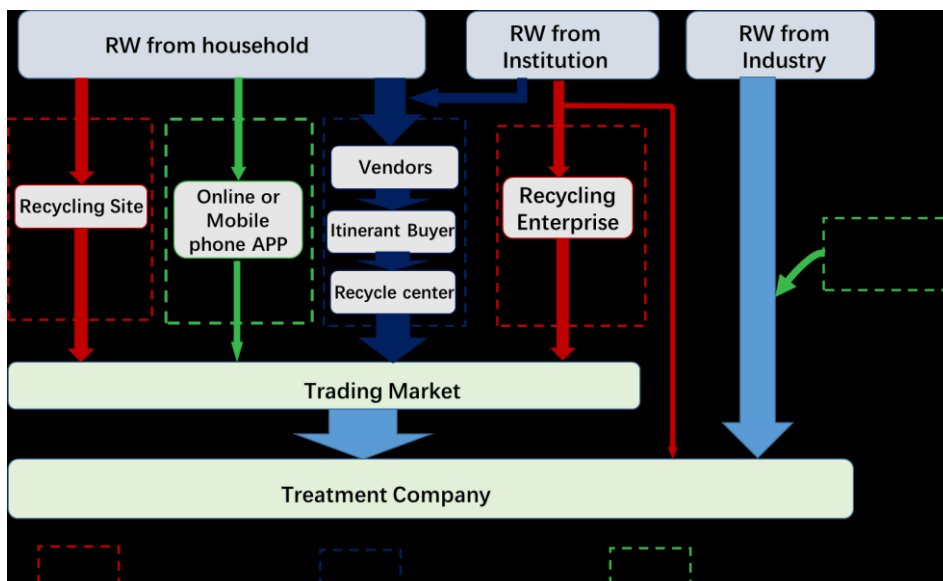 RW from household
RW from
Institution
RW from
Industry
Recycling Site
Online or
Mobile
phone APP
Vendors
Itinerant Buyer
Recycle center
Recycling
Enterprise
Trading Market
Treatment Company